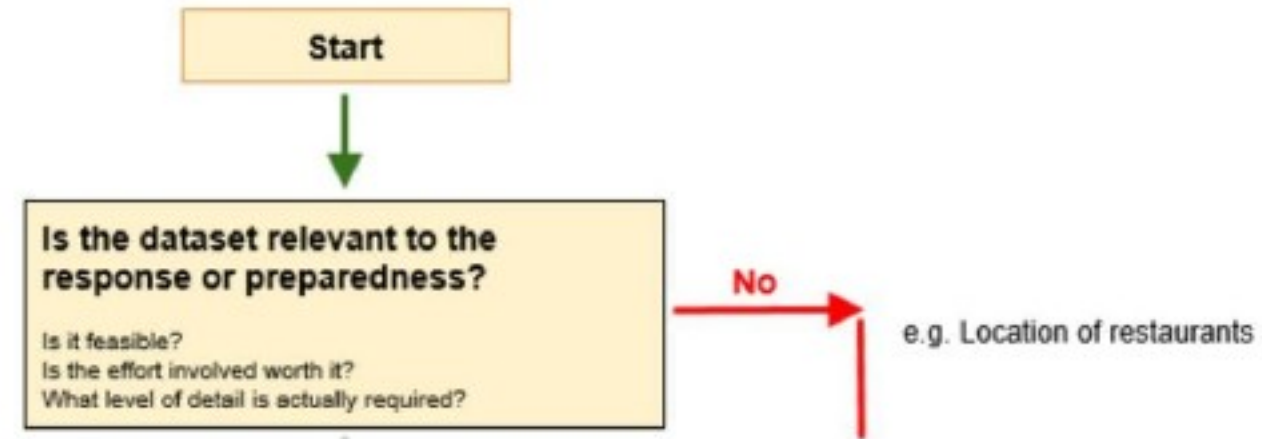 Start
Is the dataset relevant to the
response or preparedness?
Is it feasible?
Is the effort involved worth it?
What level of detail is actually required?
No
e.g. Location of restaurants